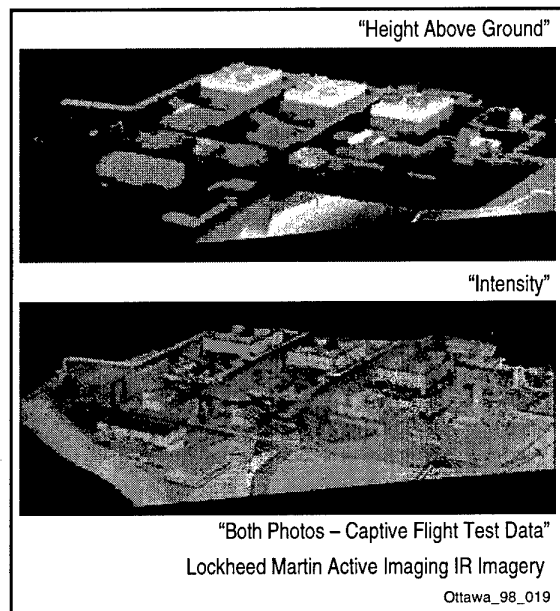 “Height Above Ground”
“Intensity”
“Both Photos – Captive Flight Test Data”
Lockheed Martin Active Imaging IR Imagery
Ottawa_98_019